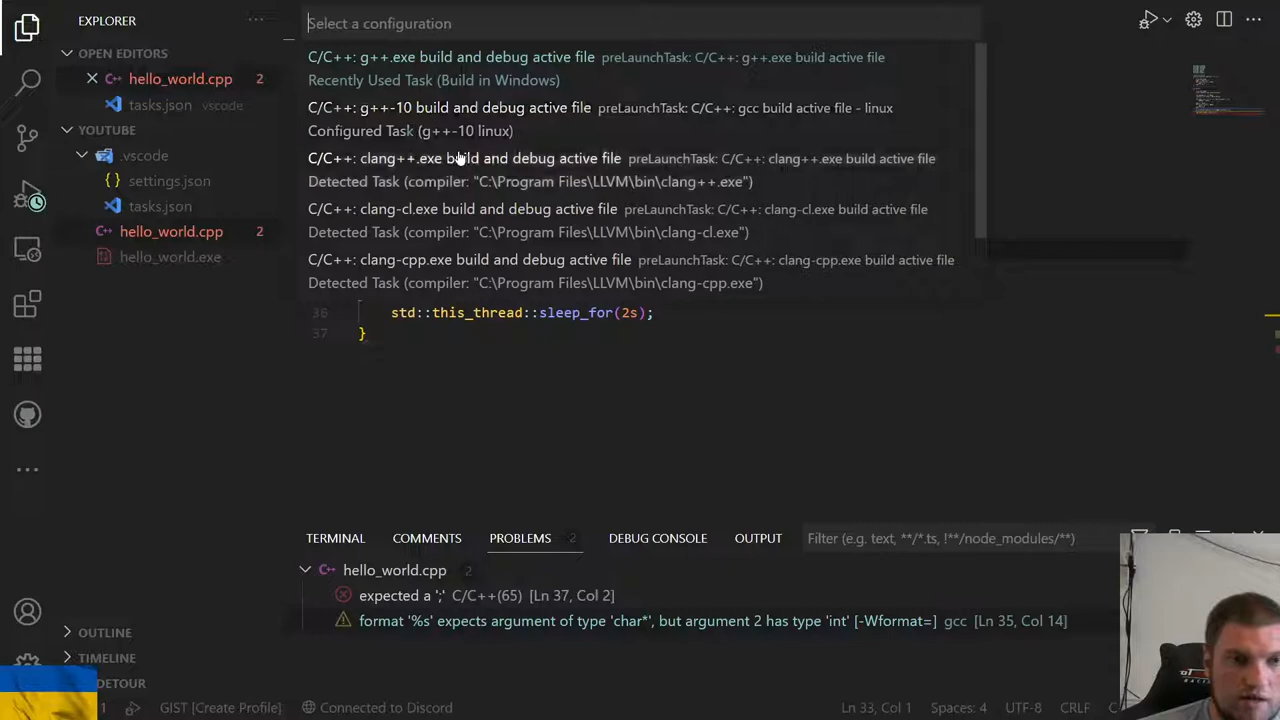 EXPLORER
OPEN EDITORS
hello_world.cpp 2
tasks.json vscode
YOUTUBE
.vscode
settings.json
tasks.json
hello_world.cpp 2
hello_world.exe
OUTLINE
TIMELINE
DETOUR
Select a configuration
C/C++: g++.exe build and debug active file preLaunchTask: C/C++: g++.exe build active file
Recently Used Task (Build in Windows)
C/C++: g++-10 build and debug active file preLaunchTask: C/C++: gcc build active file - linux
Configured Task (g++-10 linux)
C/C++: clang++.exe build and debug active file preLaunchTask: C/C++: clang++.exe build active file
Detected Task (compiler: "C:\Program Files\LLVM\bin\clang++.exe")
C/C++: clang-cl.exe build and debug active file preLaunchTask: C/C++: clang-cl.exe build active file
Detected Task (compiler: "C:\Program Files\LLVM\bin\clang-cl.exe")
C/C++: clang-cpp.exe build and debug active file preLaunchTask: C/C++: clang-cpp.exe build active file
Detected Task (compiler: "C:\Program Files\LLVM\bin\clang-cpp.exe")
36 std::this_thread::sleep_for(2s);
37 }
TERMINAL COMMENTS PROBLEMS 2 DEBUG CONSOLE OUTPUT Filter (e.g. text, **/*.ts, !**/node_modules/**)
hello_world.cpp 2
expected a ';' C/C++(65) [Ln 37, Col 2]
format '%s' expects argument of type 'char*', but argument 2 has type 'int' [-Wformat=] gcc [Ln 35, Col 14]
1 GIST [Create Profile] Connected to Discord Ln 33, Col 1 Spaces: 4 UTF-8 CRLF C